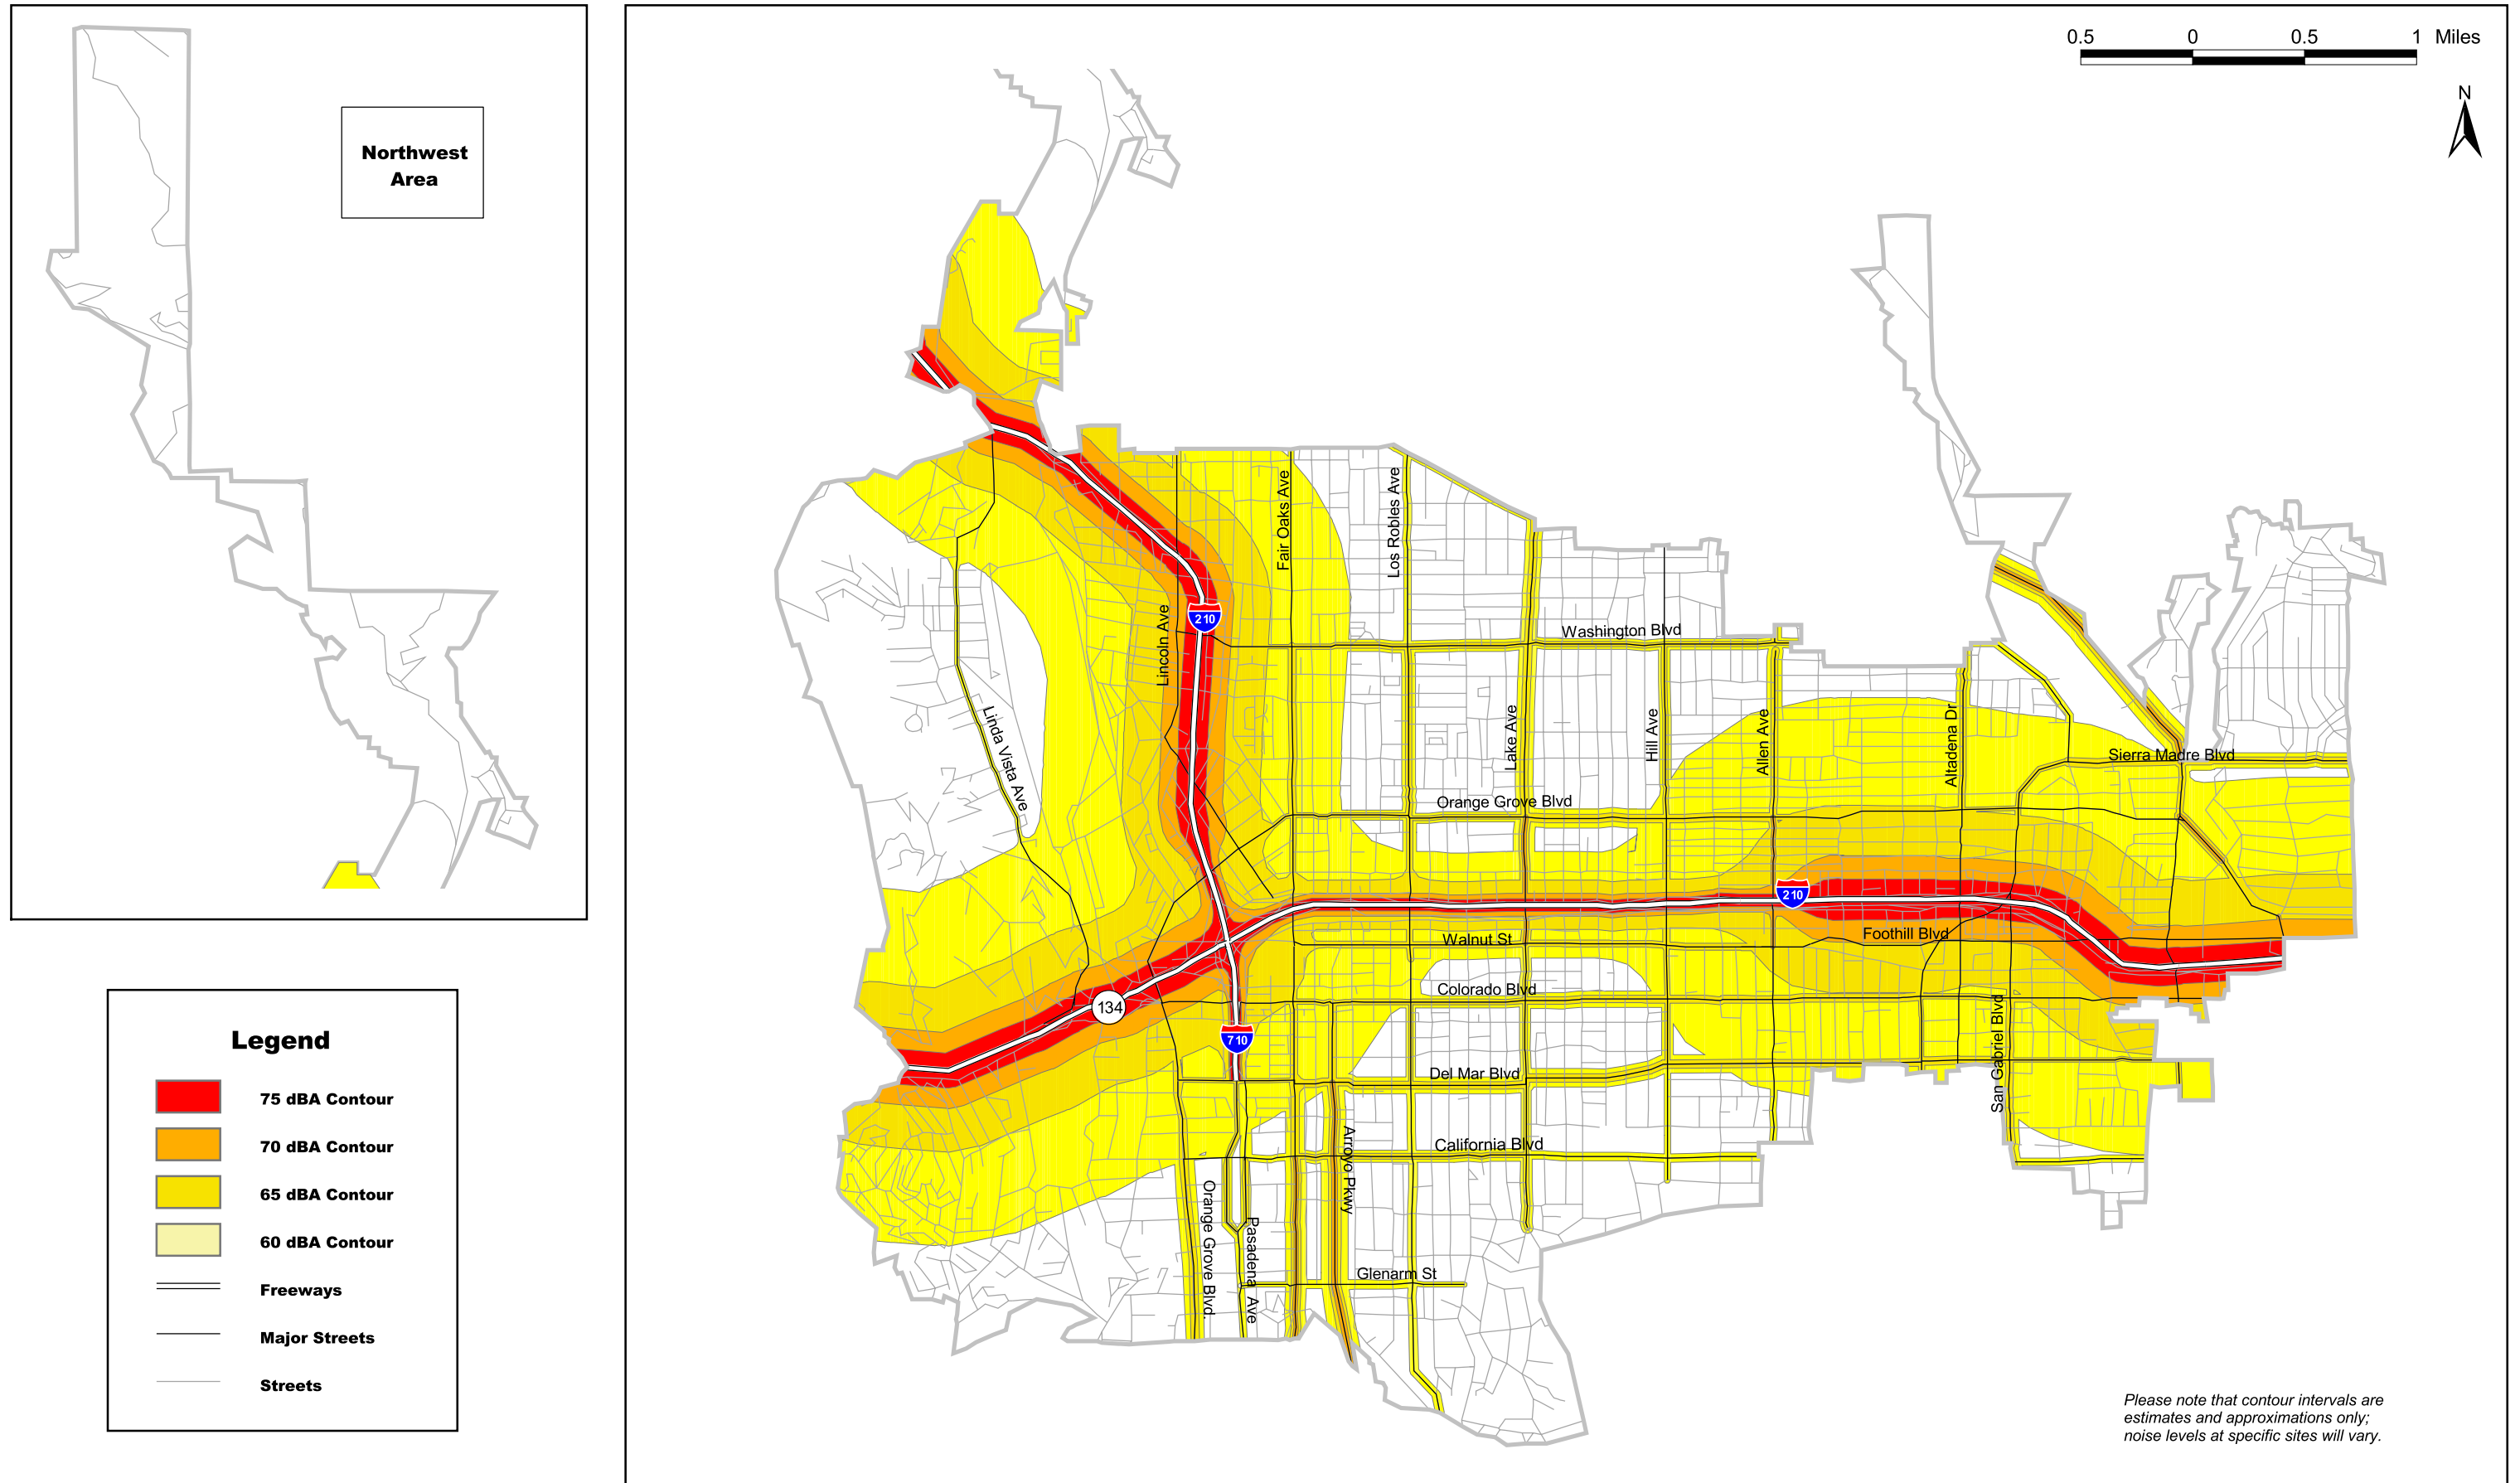 Northwest
Area
0.5 0 0.5 1 Miles
N
Fair Oaks Ave
Los Robles Ave
Lincoln Ave
210
Washington Blvd
Linda Vista Ave
Lake Ave
Hill Ave
Allen Ave
Altadena Dr
Sierra Madre Blvd
Orange Grove Blvd
210
Walnut St
Foothill Blvd
Colorado Blvd
134
710
San Gabriel Blvd
Del Mar Blvd
California Blvd
Arroyo Pkwy
Orange Grove Blvd.
Pasadena Ave
Glenarm St
Legend
75 dBA Contour
70 dBA Contour
65 dBA Contour
60 dBA Contour
Freeways
Major Streets
Streets
Please note that contour intervals are
estimates and approximations only;
noise levels at specific sites will vary.